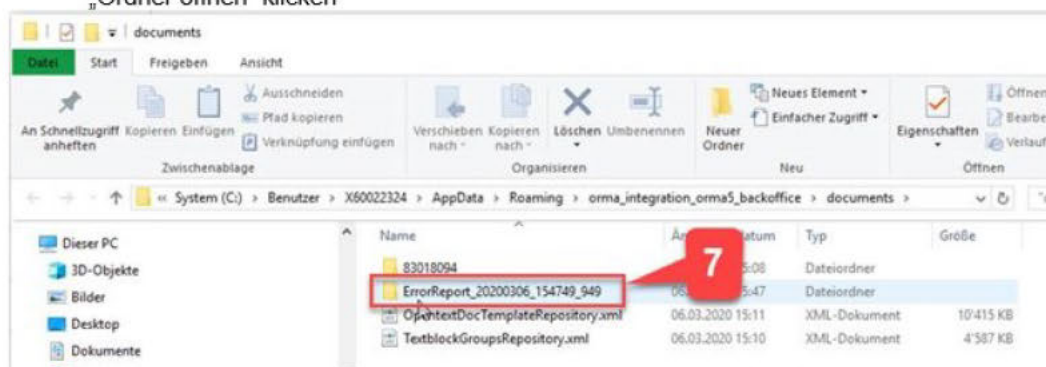 „Ordner öffnen“ klicken
documents
Datei Start Freigeben Ansicht
An Schnellzugriff anheften
Kopieren
Einfügen
Ausschneiden
Pfad kopieren
Verknüpfung einfügen
Zwischenablage
Verschieben nach
Kopieren nach
Löschen
Umbenennen
Organisieren
Neuer Ordner
Neues Element
Einfacher Zugriff
Neu
Eigenschaften
Verlauf
Öffnen
« System (C:) > Benutzer > X60022324 > AppData > Roaming > orma_integration_orma5_backoffice > documents >
Dieser PC
3D-Objekte
Bilder
Desktop
Dokumente
Name Typ Größe
83018094 5:08 Dateiordner
ErrorReport_20200306_154749_949 5:47 Dateiordner
OpentextDocTemplateRepository.xml 06.03.2020 15:11 XML-Dokument 10'415 KB
TextblockGroupsRepository.xml 06.03.2020 15:10 XML-Dokument 4'587 KB
7